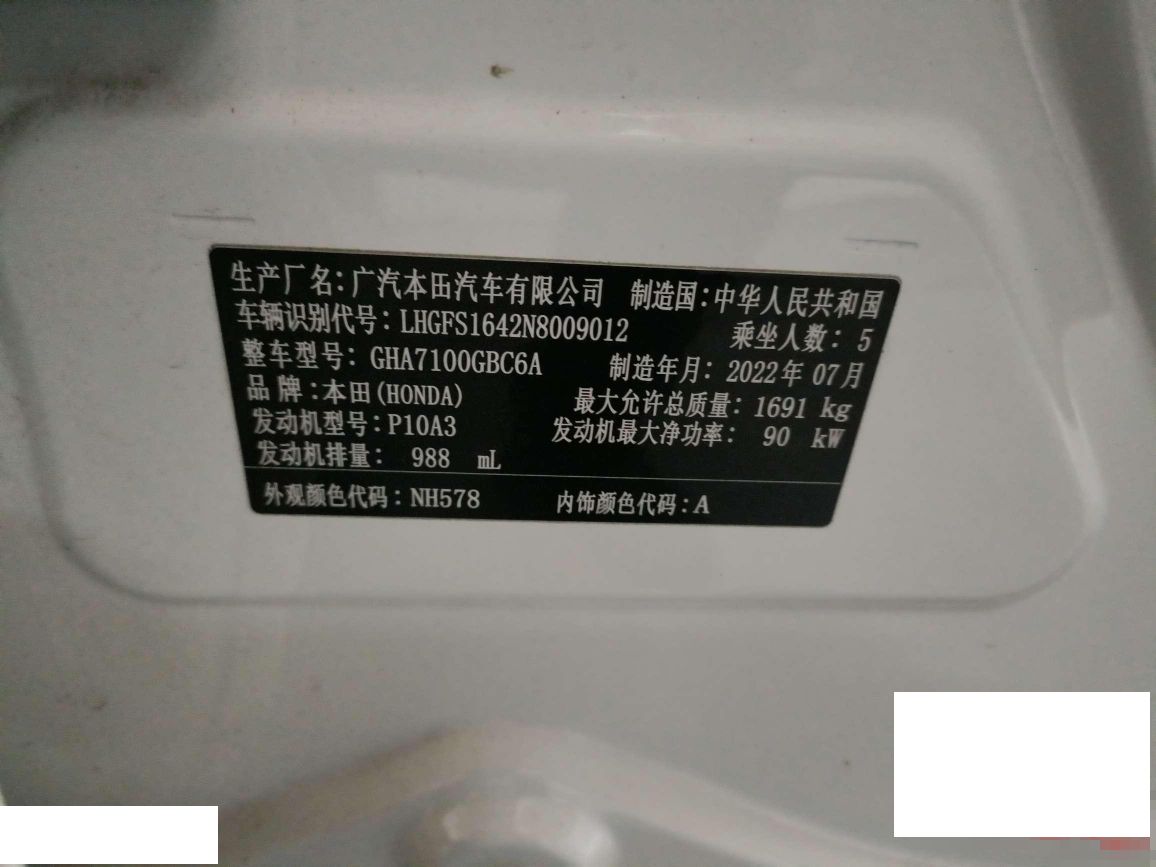 生产厂名：广汽本田汽车有限公司 制造国：中华人民共和国
车辆识别代号：LHGFS1642N8009012 乘坐人数：5
整车型号：GHA7100GBC6A 制造年月：2022年 07月
品 牌：本田(HONDA) 最大允许总质量：1691 kg
发动机型号：P10A3 发动机最大净功率： 90 kW
发动机排量： 988 mL
外观颜色代码：NH578 内饰颜色代码：A